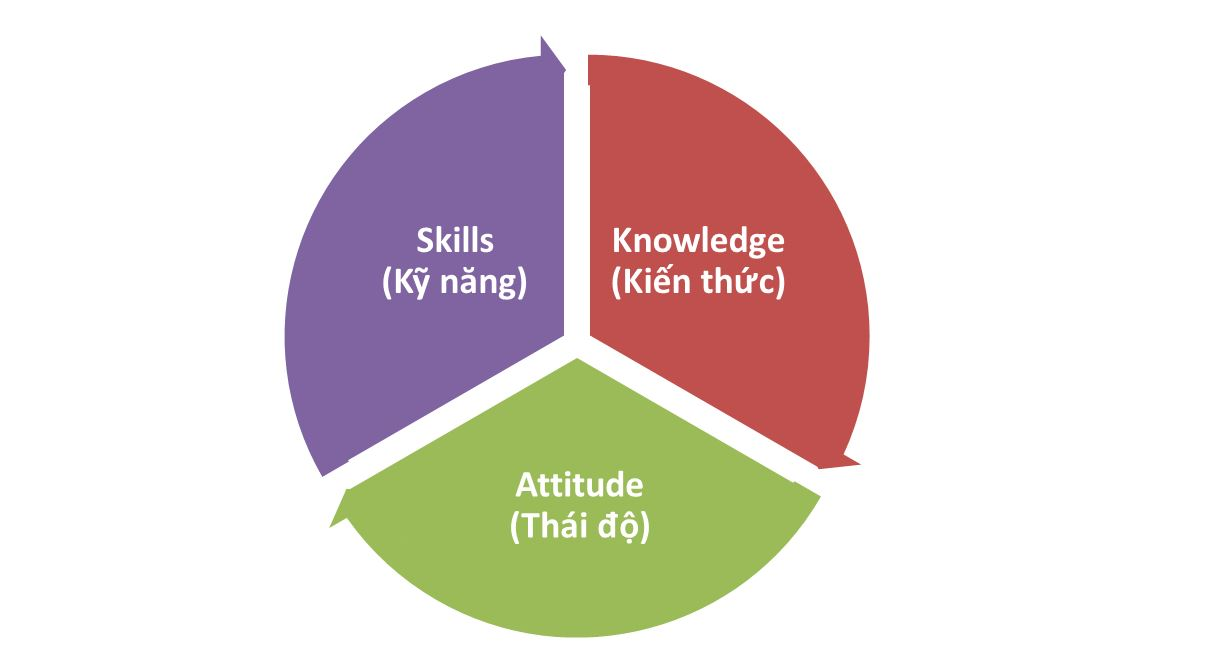 Skills
(Kỹ năng)
Knowledge
(Kiến thức)
Attitude
(Thái độ)